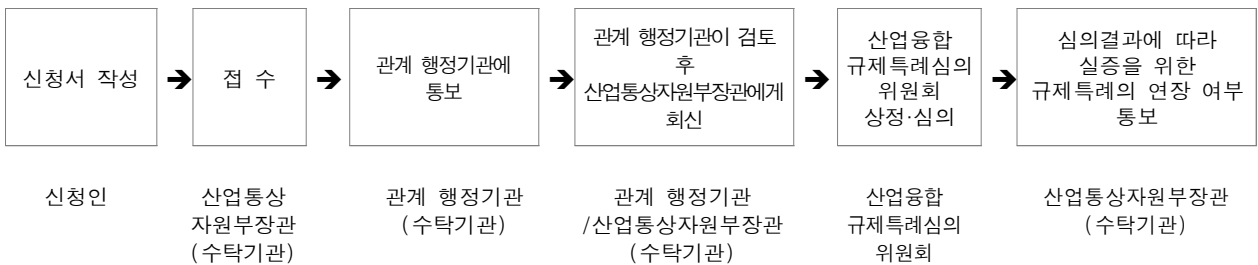 신청서 작성
➔
접 수
➔
관계 행정기관에
통보
➔
관계 행정기관이 검토
후
산업통상자원부장관에게
회신
➔
산업융합
규제특례심의
위원회
상정·심의
➔
심의결과에 따라
실증을 위한
규제특례의 연장 여부
통보
신청인
산업통상
자원부장관
(수탁기관)
관계 행정기관
(수탁기관)
관계 행정기관
/산업통상자원부장관
(수탁기관)
산업융합
규제특례심의
위원회
산업통상자원부장관
(수탁기관)